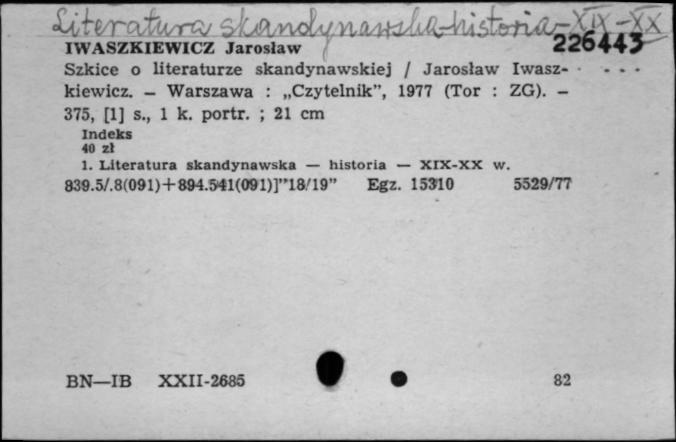 Literatura skandynawska-historia-XIX-XX
226443
IWASZKIEWICZ Jarosław
Szkice o literaturze skandynawskiej / Jarosław Iwasz-
kiewicz. — Warszawa : „Czytelnik”, 1977 (Tor : ZG). —
375, [1] s., 1 k. portr. ; 21 cm
Indeks
40 zł
1. Literatura skandynawska — historia — XIX-XX w.
839.5/.8(091)+894.541(091)]”18/19” Egz. 15310 5529/77
BN—IB XXII-2685 82